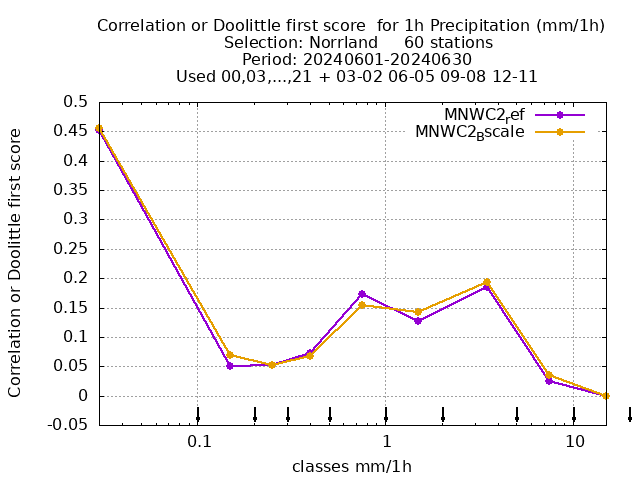 Correlation or Doolittle first score  for 1h Precipitation (mm/1h)
Selection: Norrland     60 stations
Period: 20240601-20240630
Used 00,03,...,21 + 03-02 06-05 09-08 12-11
MNWC2ref
MNWC2Bscale
0.5
0.45
0.4
0.35
0.3
0.25
0.2
0.15
0.1
0.05
0
-0.05
0.1
1
10
Correlation or Doolittle first score
classes mm/1h